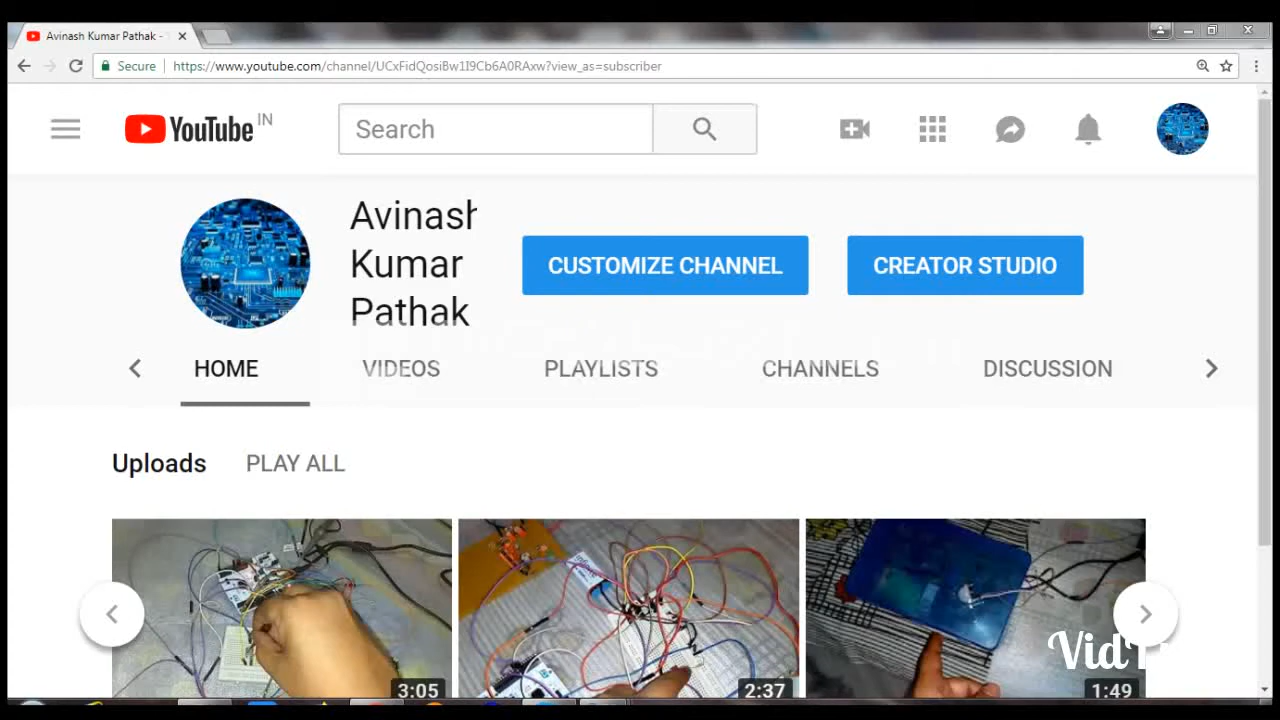 Avinash Kumar Pathak -
Secure
https://www.youtube.com/channel/UCxFidQosiBw1I9Cb6A0RAxw?view_as=subscriber
YouTube IN
Search
Avinash
Kumar
Pathak
CUSTOMIZE CHANNEL
CREATOR STUDIO
HOME
VIDEOS
PLAYLISTS
CHANNELS
DISCUSSION
Uploads
PLAY ALL
3:05
2:37
1:49